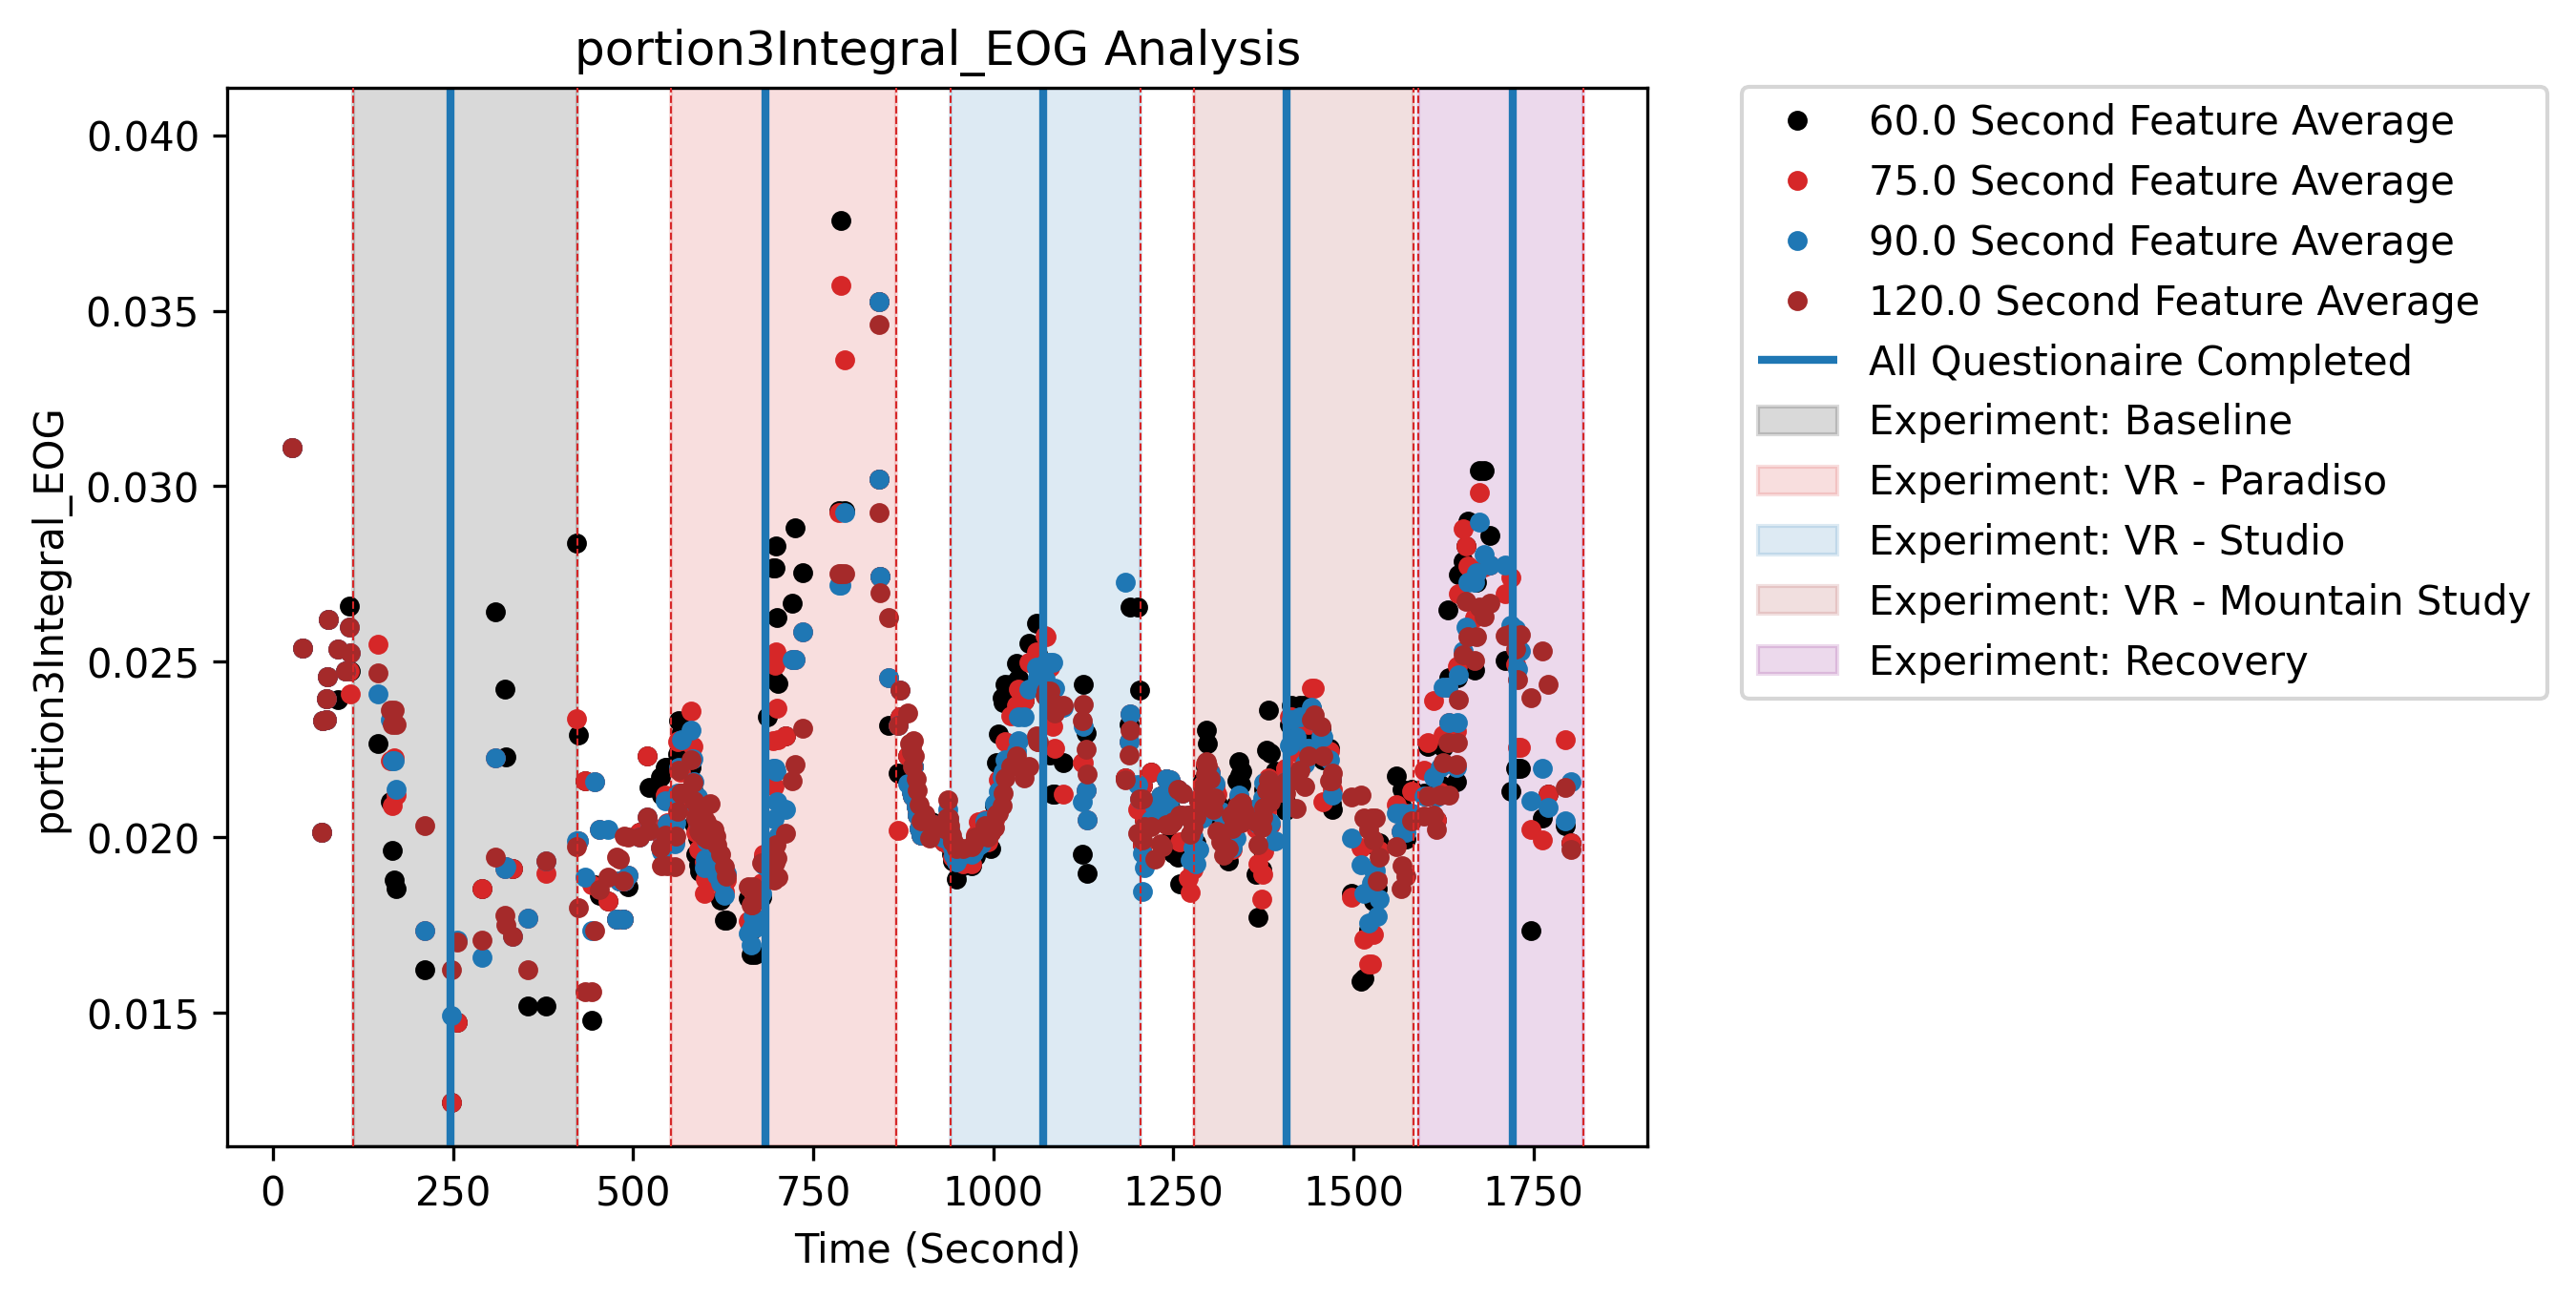 portion3Integral_EOG Analysis
0.040
0.035
0.030
0.025
0.020
0.015
portion3Integral_EOG
0
250
500
750
1000
1250
1500
1750
Time (Second)
60.0 Second Feature Average
75.0 Second Feature Average
90.0 Second Feature Average
120.0 Second Feature Average
All Questionaire Completed
Experiment: Baseline
Experiment: VR - Paradiso
Experiment: VR - Studio
Experiment: VR - Mountain Study
Experiment: Recovery